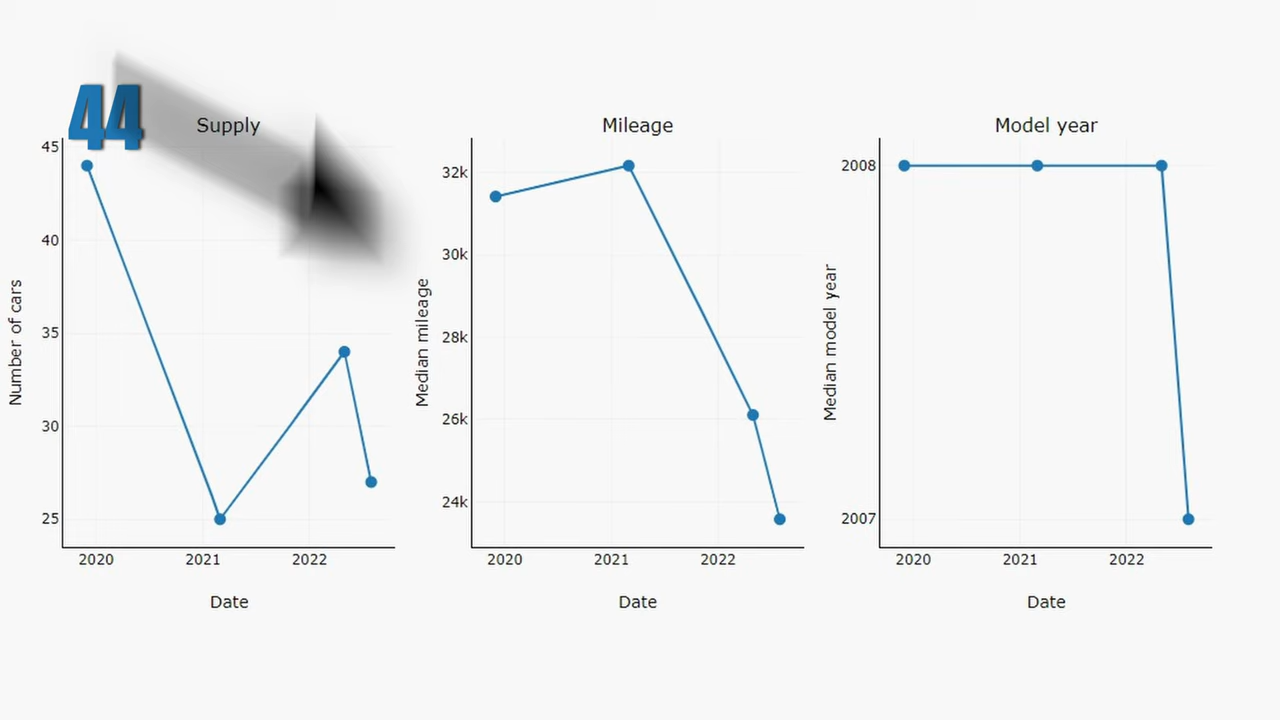 44
Supply
45
40
35
30
25
Number of cars
2020 2021 2022
Date
Mileage
32k
30k
28k
26k
24k
Median mileage
2020 2021 2022
Date
Model year
2008
2007
Median model year
2020 2021 2022
Date